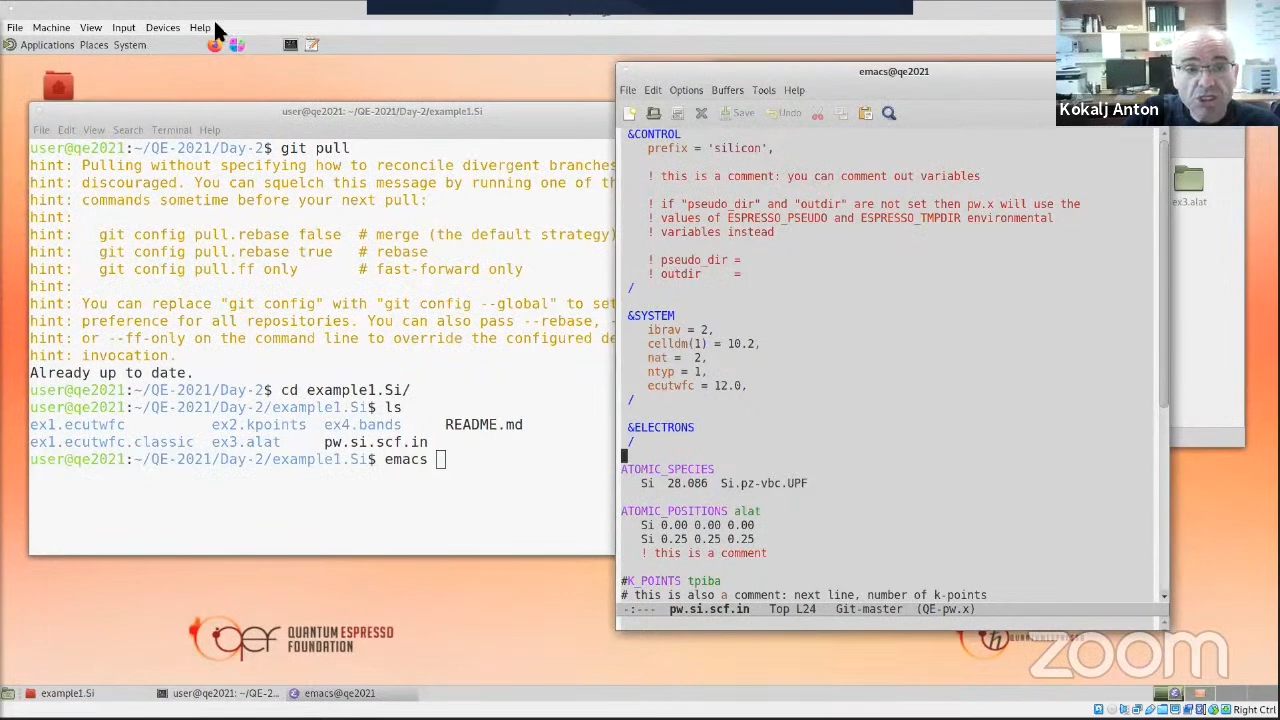 File Machine View Input Devices Help
Applications Places System
user@qe2021: ~/QE-2021/Day-2/example1.Si
File Edit View Search Terminal Help
user@qe2021:~/QE-2021/Day-2$ git pull
hint: Pulling without specifying how to reconcile divergent branches
hint: discouraged. You can squelch this message by running one of th
hint: commands sometime before your next pull:
hint:
hint:   git config pull.rebase false  # merge (the default strategy)
hint:   git config pull.rebase true   # rebase
hint:   git config pull.ff only       # fast-forward only
hint:
hint: You can replace "git config" with "git config --global" to set
hint: preference for all repositories. You can also pass --rebase, -
hint: or --ff-only on the command line to override the configured de
hint: invocation.
Already up to date.
user@qe2021:~/QE-2021/Day-2$ cd example1.Si/
user@qe2021:~/QE-2021/Day-2/example1.Si$ ls
ex1.ecutwfc          ex2.kpoints  ex4.bands     README.md
ex1.ecutwfc.classic  ex3.alat     pw.si.scf.in
user@qe2021:~/QE-2021/Day-2/example1.Si$ emacs
emacs@qe2021
File Edit Options Buffers Tools Help
Save Undo
&CONTROL
prefix = 'silicon',
! this is a comment: you can comment out variables
! if "pseudo_dir" and "outdir" are not set then pw.x will use the
! values of ESPRESSO_PSEUDO and ESPRESSO_TMPDIR environmental
! variables instead
! pseudo_dir =
! outdir     =
/
&SYSTEM
ibrav = 2,
celldm(1) = 10.2,
nat =  2,
ntyp = 1,
ecutwfc = 12.0,
/
&ELECTRONS
/
ATOMIC_SPECIES
Si  28.086  Si.pz-vbc.UPF
ATOMIC_POSITIONS alat
Si 0.00 0.00 0.00
Si 0.25 0.25 0.25
! this is a comment
#K_POINTS tpiba
# this is also a comment: next line, number of k-points
-:---  pw.si.scf.in   Top L24   Git-master  (QE-pw.x)
Kokalj Anton
ex3.alat
QUANTUM ESPRESSO
FOUNDATION
zoom
example1.Si
user@qe2021: ~/QE-2...
emacs@qe2021
Right Ctrl